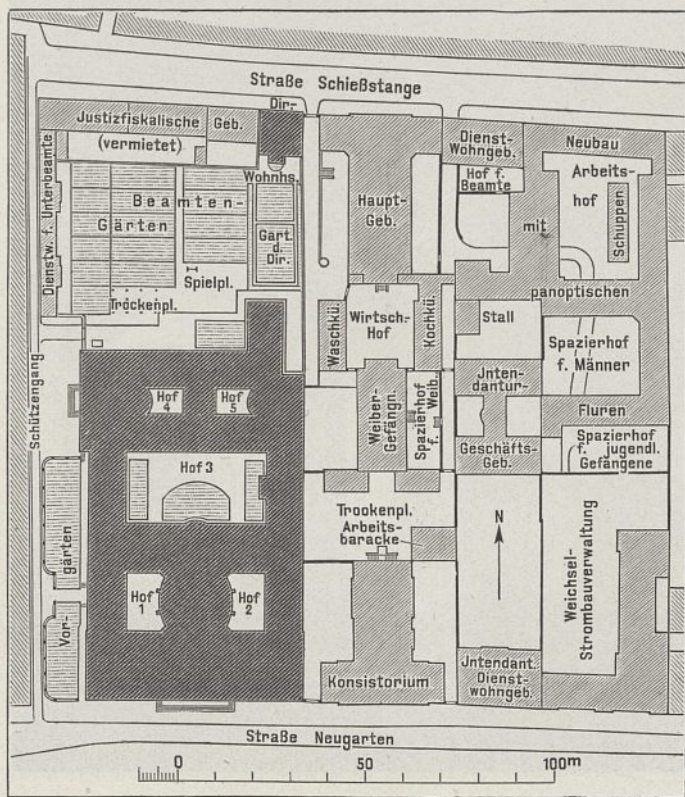 Straße Schießstange
Justizfiskalische Geb.
(vermietet)
Dir.-
Wohnhs.
Dienstw. f. Unterbeamte
Beamten-
Gärten
Gart.
d.
Dir.
Spielpl.
Trockenpl.
Schützengang
Haupt-
Geb.
Dienst-
Wohngeb.
Hof f.
Beamte
Neubau
Arbeits-
hof
Schuppen
mit
panoptischen
Waschkü.
Wirtsch.-
Hof
Kochkü.
Stall
Spazierhof
f. Männer
Hof
4
Hof
5
Weiber-
Gefängn.
Spazierhof
f. Weib.
Jntendantur-
Geschäfts-
Geb.
Fluren
Spazierhof
f. jugendl.
Gefangene
Hof 3
Vor-
gärten
Trookenpl.
Arbeits-
baracke
N
Weichsel-
Strombauverwaltung
Hof
1
Hof
2
Konsistorium
Jntendant.
Dienst-
wohngeb.
Straße Neugarten
0 50 100m